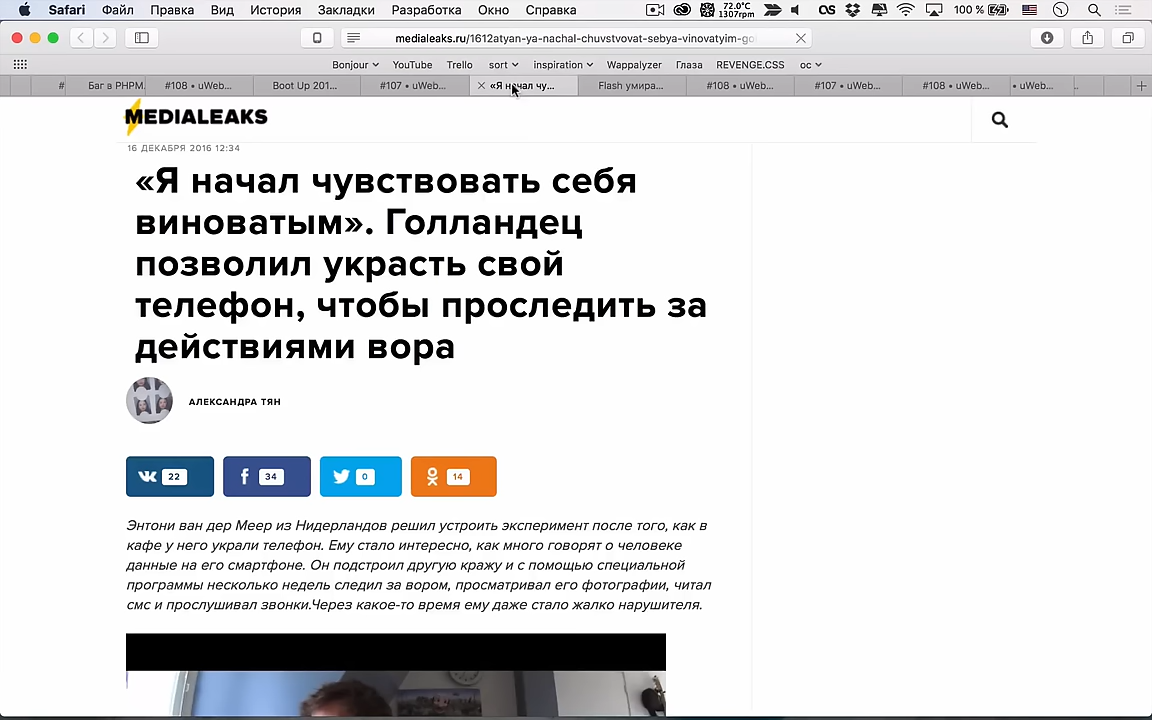 Safari Файл Правка Вид История Закладки Разработка Окно Справка 72.0°C 1307rpm 100 %
medialeaks.ru/1612atyan-ya-nachal-chuvstvovat-sebya-vinovatyim-go
Bonjour YouTube Trello sort inspiration Wappalyzer Глаза REVENGE.CSS ос
# Баг в PHPM #108 • uWeb... Boot Up 201... #107 • uWeb... «Я начал чу... Flash умира... #108 • uWeb... #107 • uWeb... #108 • uWeb... • uWeb...
MEDIALEAKS
16 ДЕКАБРЯ 2016 12:34
«Я начал чувствовать себя
виноватым». Голландец
позволил украсть свой
телефон, чтобы проследить за
действиями вора
АЛЕКСАНДРА ТЯН
22 34 0 14
Энтони ван дер Меер из Нидерландов решил устроить эксперимент после того, как в
кафе у него украли телефон. Ему стало интересно, как много говорят о человеке
данные на его смартфоне. Он подстроил другую кражу и с помощью специальной
программы несколько недель следил за вором, просматривал его фотографии, читал
смс и прослушивал звонки.Через какое-то время ему даже стало жалко нарушителя.